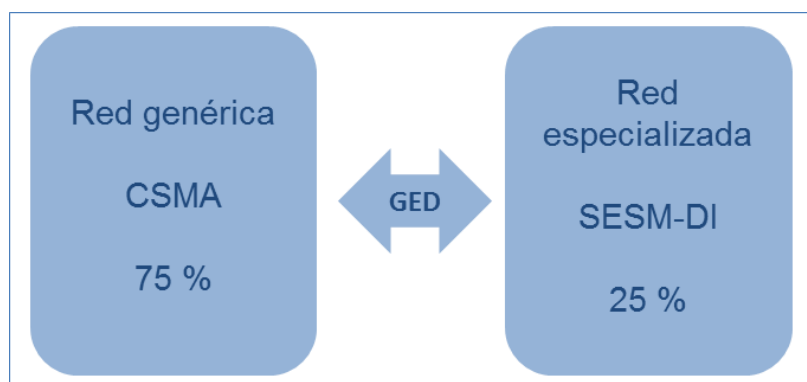 Red genérica
CSMA
75 %
GED
Red
especializada
SESM-DI
25 %